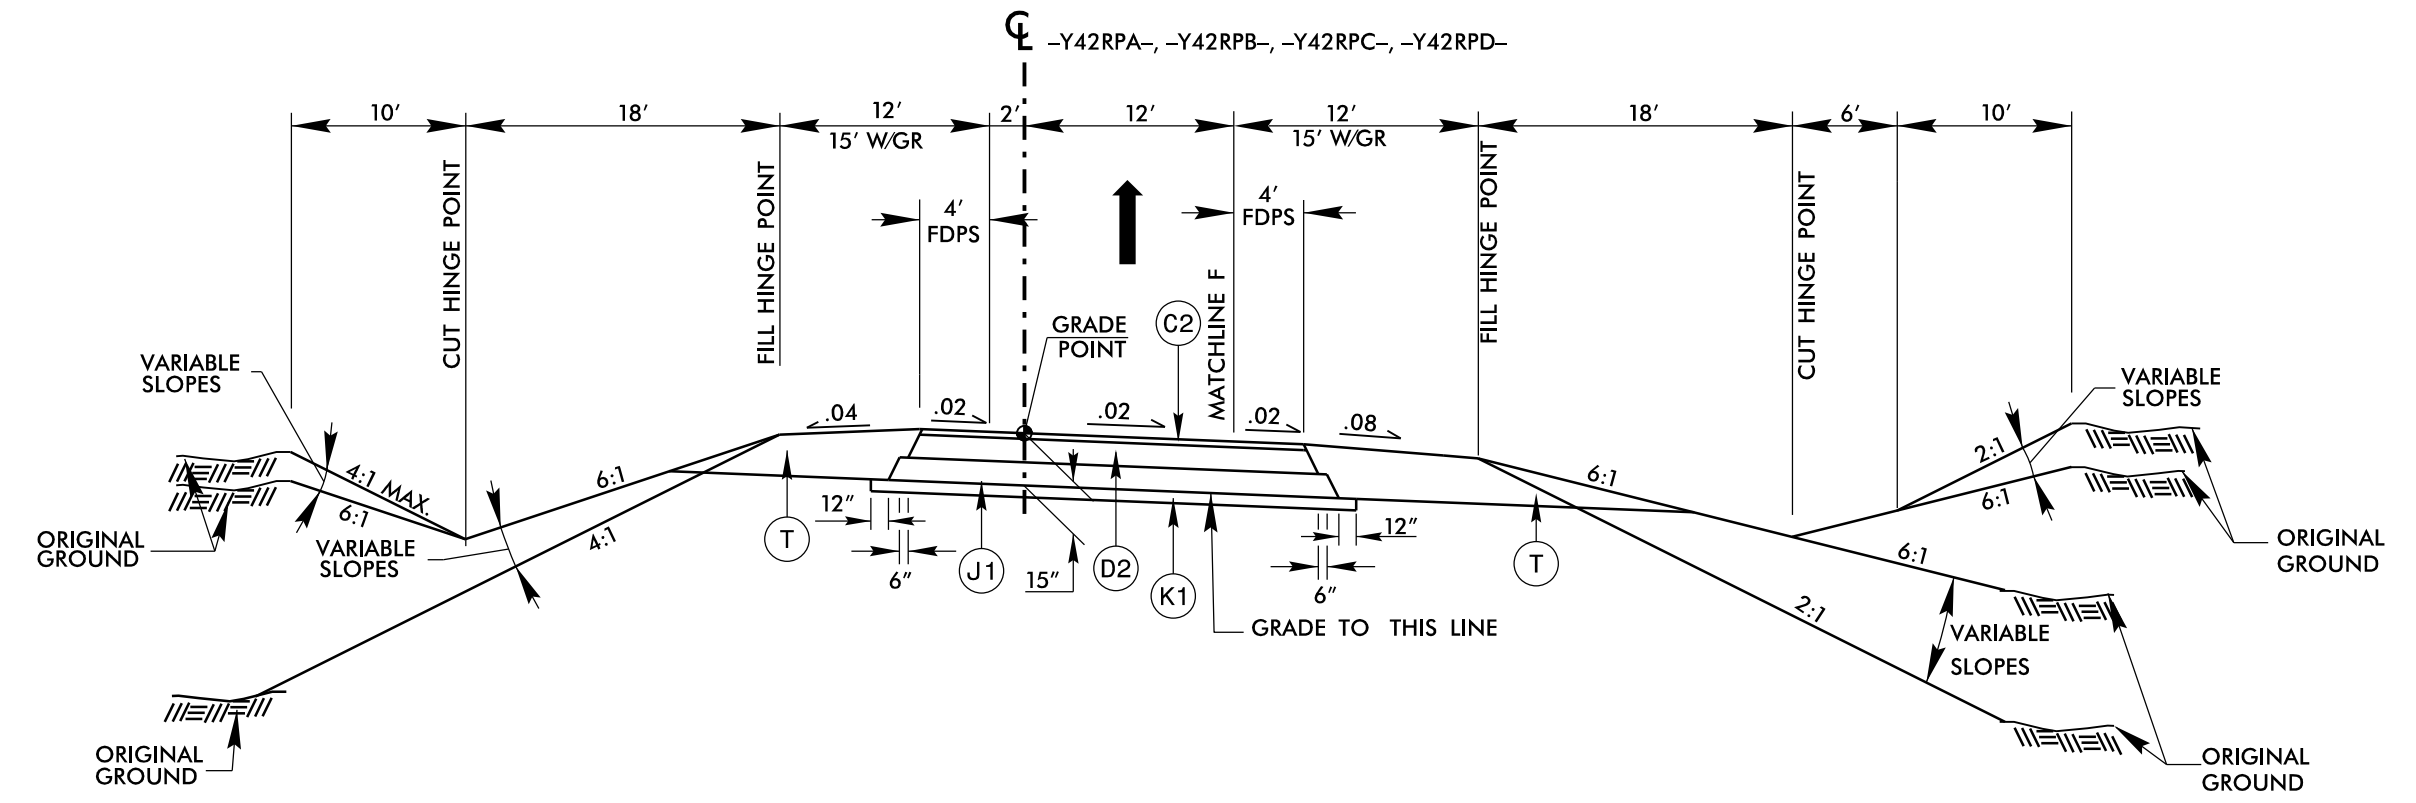 ℄ –Y42RPA–, –Y42RPB–, –Y42RPC–, –Y42RPD–
10′ 18′ 12′ 2′ 12′ 12′ 18′ 6′ 10′
15′ W/GR 15′ W/GR
CUT HINGE POINT
FILL HINGE POINT
4′
FDPS
4′
FDPS
MATCHLINE F
FILL HINGE POINT
CUT HINGE POINT
GRADE
POINT
C2
VARIABLE
SLOPES
VARIABLE
SLOPES
.04 .02 .02 .02 .08
4:1 MAX.
6:1
6:1
4:1
6:1
2:1
6:1
6:1
2:1
12″
12″
6″
6″
15″
T
J1
D2
K1
T
GRADE TO THIS LINE
ORIGINAL
GROUND
VARIABLE
SLOPES
ORIGINAL
GROUND
VARIABLE
SLOPES
ORIGINAL
GROUND
ORIGINAL
GROUND